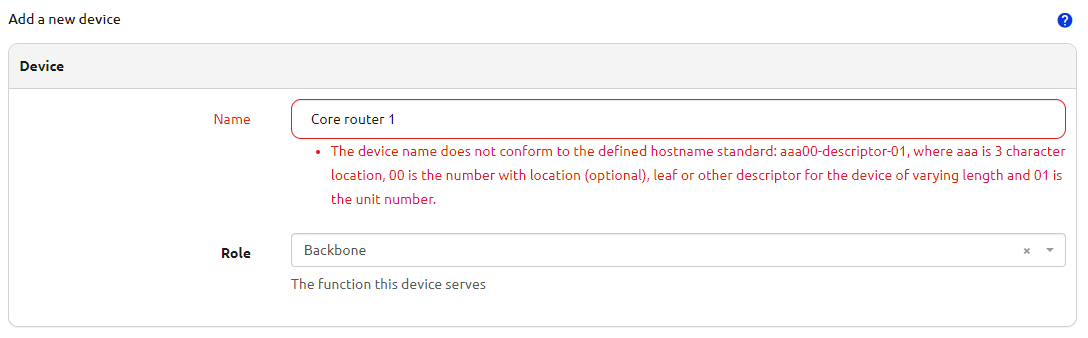 Add a new device
?
Device
Name
Core router 1
• The device name does not conform to the defined hostname standard: aaa00-descriptor-01, where aaa is 3 character
location, 00 is the number with location (optional), leaf or other descriptor for the device of varying length and 01 is
the unit number.
Role
Backbone
×
The function this device serves